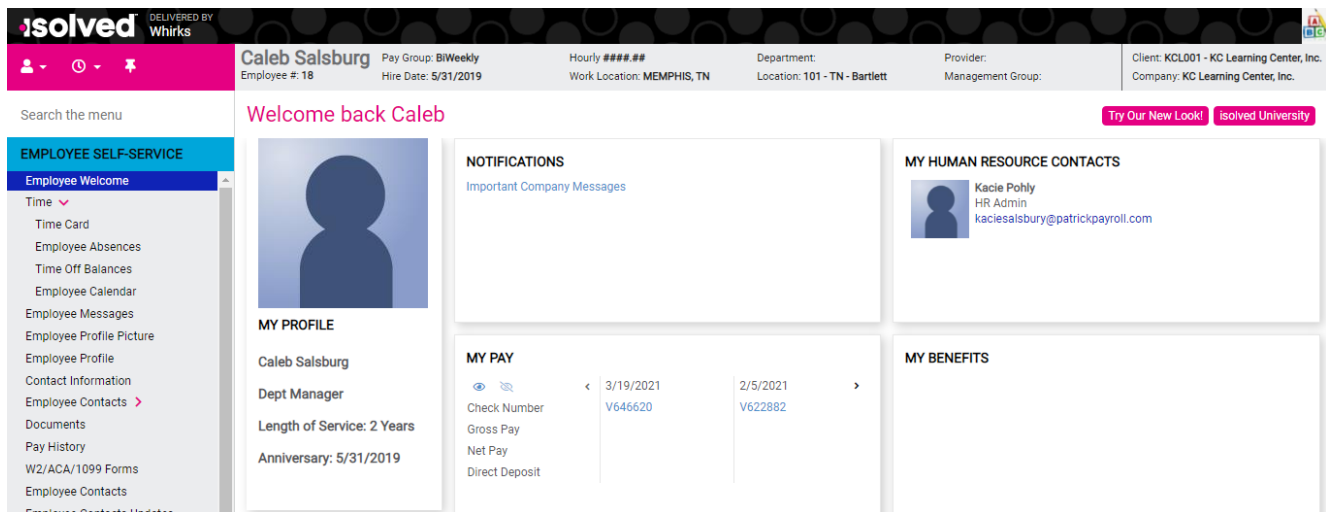 isolved DELIVERED BY Whirks
A B C
Caleb Salsburg
Employee #: 18
Pay Group: BiWeekly
Hire Date: 5/31/2019
Hourly ####.##
Work Location: MEMPHIS, TN
Department:
Location: 101 - TN - Bartlett
Provider:
Management Group:
Client: KCL001 - KC Learning Center, Inc.
Company: KC Learning Center, Inc.
Search the menu
EMPLOYEE SELF-SERVICE
Employee Welcome
Time
Time Card
Employee Absences
Time Off Balances
Employee Calendar
Employee Messages
Employee Profile Picture
Employee Profile
Contact Information
Employee Contacts
Documents
Pay History
W2/ACA/1099 Forms
Employee Contacts
Employee Contacts Updates
Welcome back Caleb
Try Our New Look!
isolved University
MY PROFILE
Caleb Salsburg
Dept Manager
Length of Service: 2 Years
Anniversary: 5/31/2019
NOTIFICATIONS
Important Company Messages
MY HUMAN RESOURCE CONTACTS
Kacie Pohly
HR Admin
kaciesalsbury@patrickpayroll.com
MY PAY
3/19/2021 2/5/2021
Check Number V646620 V622882
Gross Pay
Net Pay
Direct Deposit
MY BENEFITS